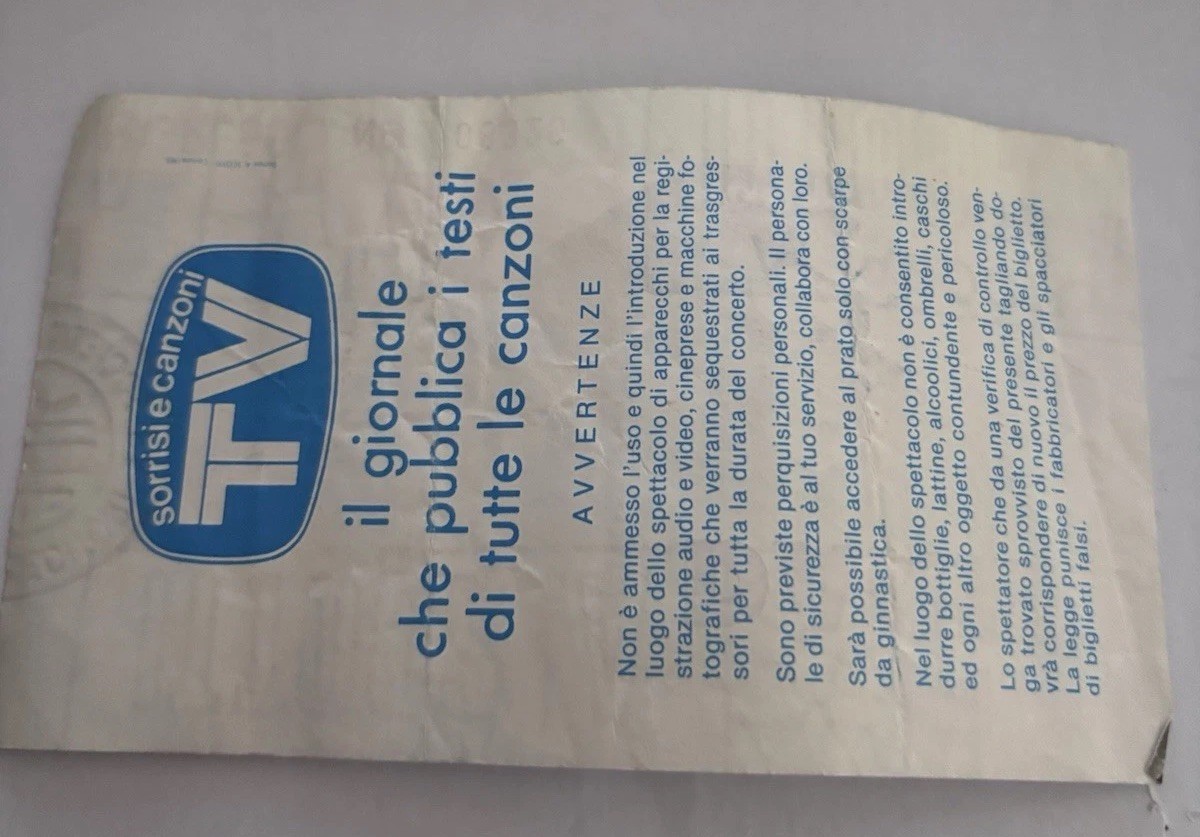 sorrisi e canzoni
TV
il giornale
che pubblica i testi
di tutte le canzoni
AVVERTENZE
Non è ammesso l'uso e quindi l'introduzione nel
luogo dello spettacolo di apparecchi per la regi-
strazione audio e video, cineprese e macchine fo-
tografiche che verranno sequestrati ai trasgres-
sori per tutta la durata del concerto.
Sono previste perquisizioni personali. Il persona-
le di sicurezza è al tuo servizio, collabora con loro.
Sarà possibile accedere al prato solo con scarpe
da ginnastica.
Nel luogo dello spettacolo non è consentito intro-
durre bottiglie, lattine, alcoolici, ombrelli, caschi
ed ogni altro oggetto contundente e pericoloso.
Lo spettatore che da una verifica di controllo ven-
ga trovato sprovvisto del presente tagliando do-
vrà corrispondere di nuovo il prezzo del biglietto.
La legge punisce i fabbricatori e gli spacciatori
di biglietti falsi.